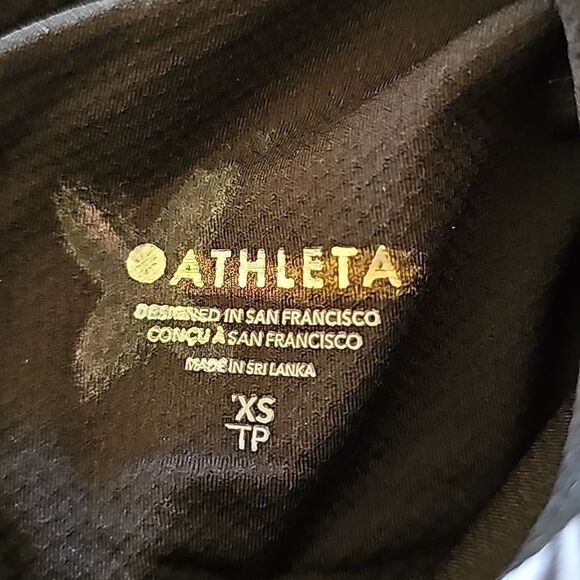 ATHLETA
DESIGNED IN SAN FRANCISCO
CONÇU À SAN FRANCISCO
MADE IN SRI LANKA
XS
TP